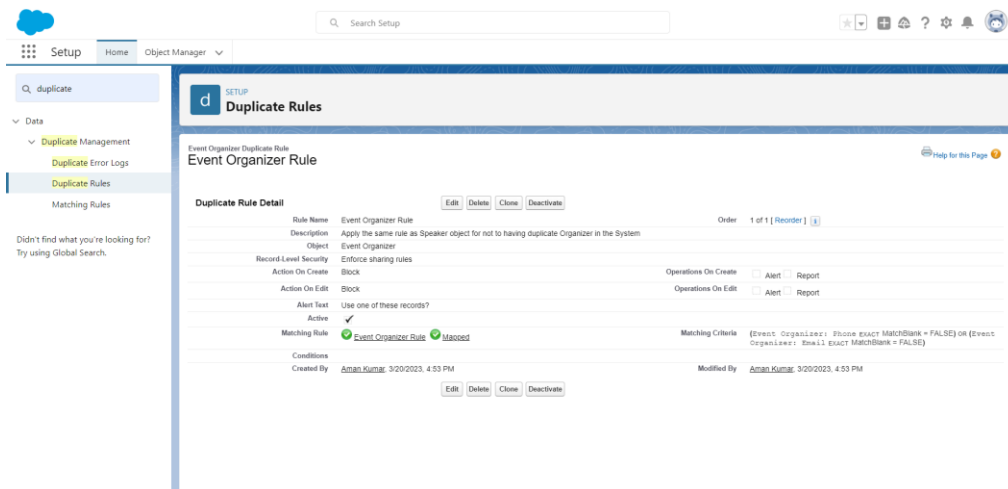 Search Setup
Setup Home Object Manager
duplicate
Data
Duplicate Management
Duplicate Error Logs
Duplicate Rules
Matching Rules
Didn't find what you're looking for?
Try using Global Search.
d
SETUP
Duplicate Rules
Event Organizer Duplicate Rule
Event Organizer Rule
Help for this Page ?
Duplicate Rule Detail Edit Delete Clone Deactivate
Rule Name Event Organizer Rule Order 1 of 1 [ Reorder ] i
Description Apply the same rule as Speaker object for not to having duplicate Organizer in the System
Object Event Organizer
Record-Level Security Enforce sharing rules
Action On Create Block Operations On Create Alert Report
Action On Edit Block Operations On Edit Alert Report
Alert Text Use one of these records?
Active
Matching Rule Event Organizer Rule Mapped Matching Criteria (Event Organizer: Phone EXACT MatchBlank = FALSE) OR (Event
Organizer: Email EXACT MatchBlank = FALSE)
Conditions
Created By Aman Kumar, 3/20/2023, 4:53 PM Modified By Aman Kumar, 3/20/2023, 4:53 PM
Edit Delete Clone Deactivate